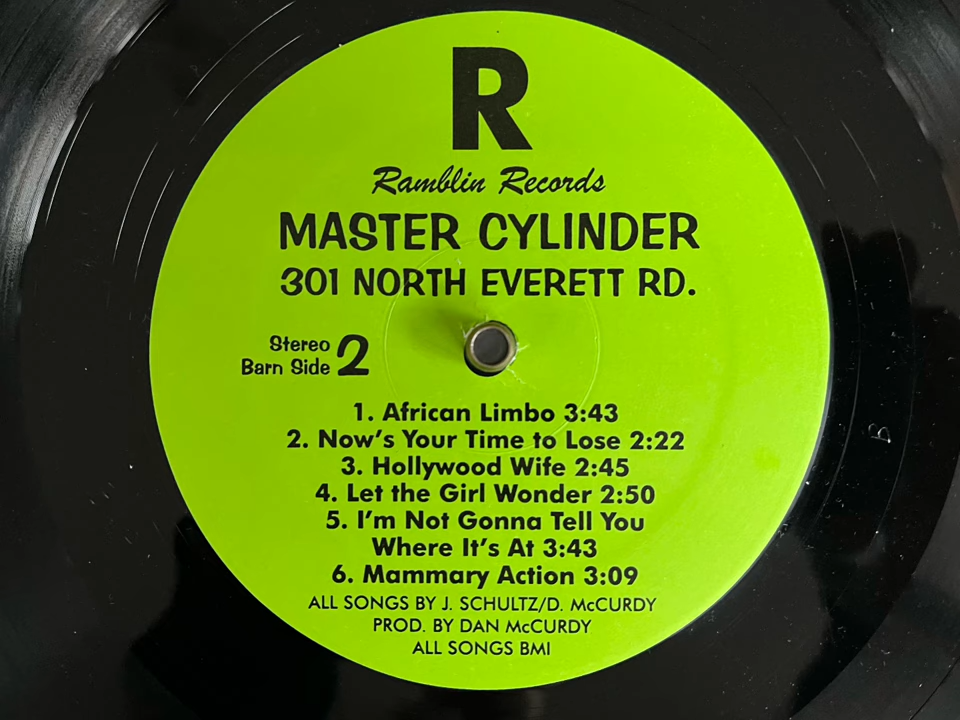 R
Ramblin Records
MASTER CYLINDER
301 NORTH EVERETT RD.
Stereo
Barn Side 2
1. African Limbo 3:43
2. Now's Your Time to Lose 2:22
3. Hollywood Wife 2:45
4. Let the Girl Wonder 2:50
5. I'm Not Gonna Tell You
Where It's At 3:43
6. Mammary Action 3:09
ALL SONGS BY J. SCHULTZ/D. McCURDY
PROD. BY DAN McCURDY
ALL SONGS BMI
B